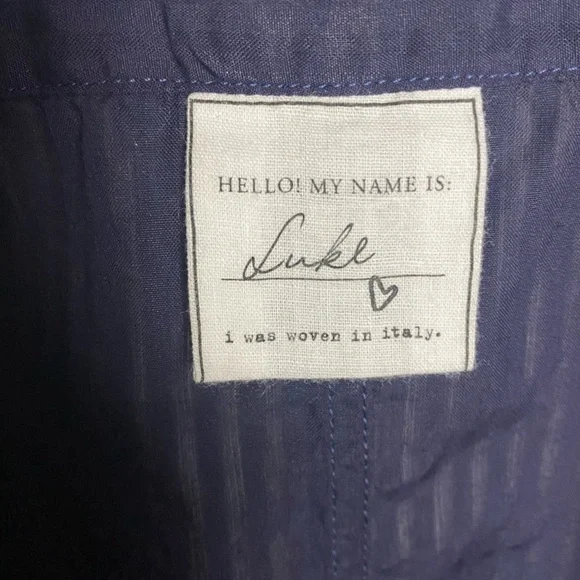 HELLO! MY NAME IS:
Luke
i was woven in italy.